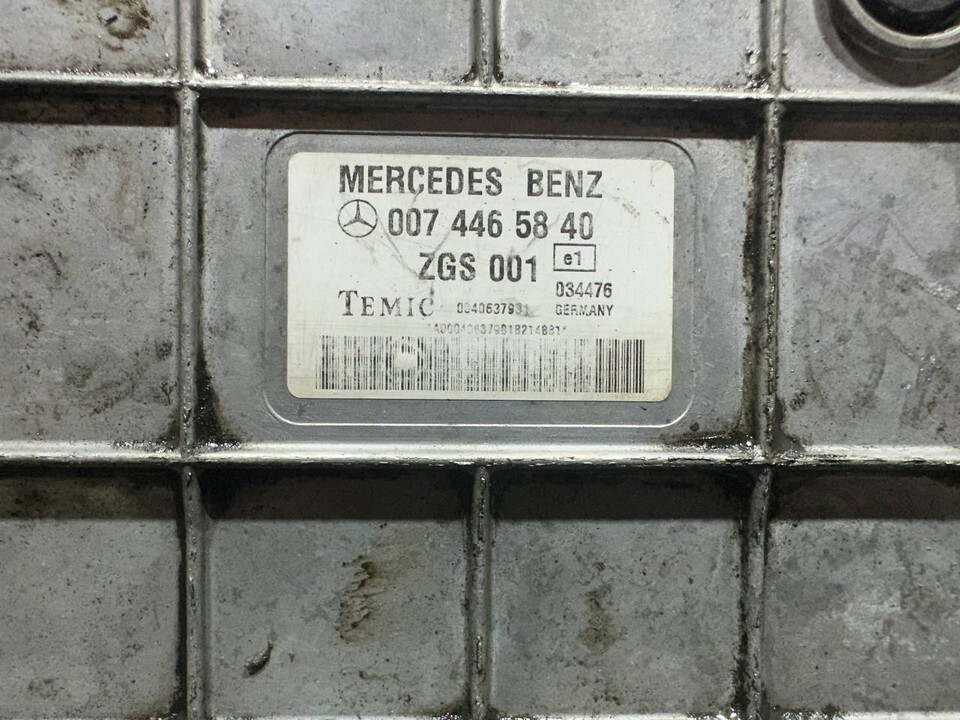 MERCEDES BENZ
007 446 58 40
ZGS 001 e1
034476
TEMIC GERMANY